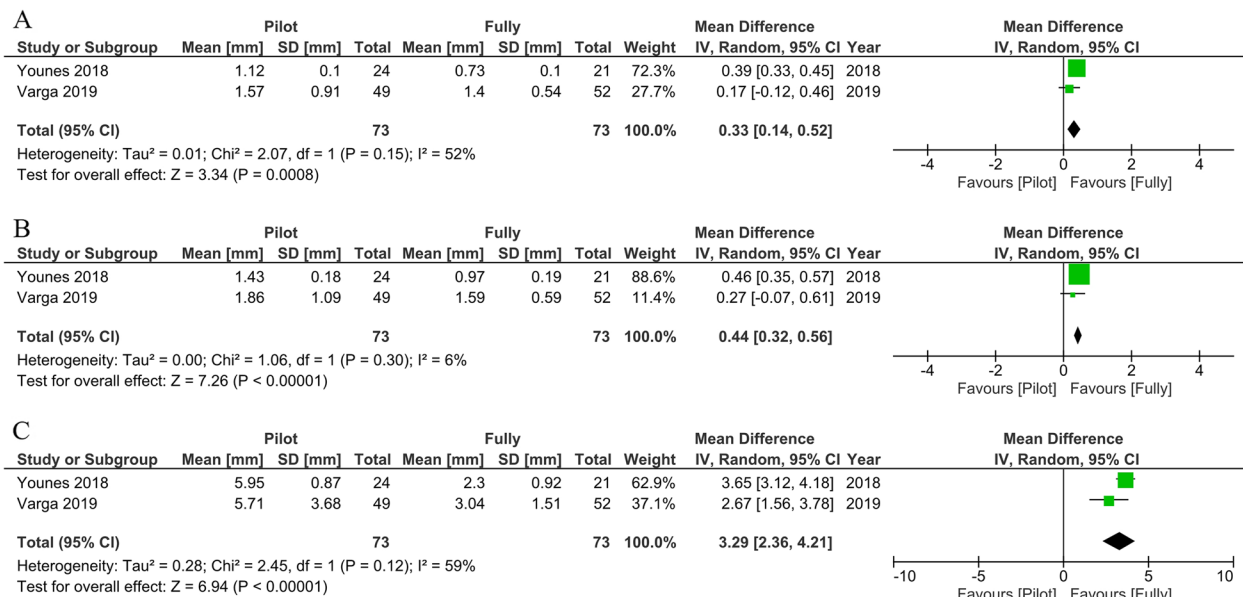 A
Pilot Fully Mean Difference Mean Difference
Study or Subgroup Mean [mm] SD [mm] Total Mean [mm] SD [mm] Total Weight IV, Random, 95% CI Year IV, Random, 95% CI
Younes 2018 1.12 0.1 24 0.73 0.1 21 72.3% 0.39 [0.33, 0.45] 2018
Varga 2019 1.57 0.91 49 1.4 0.54 52 27.7% 0.17 [-0.12, 0.46] 2019
Total (95% CI) 73 73 100.0% 0.33 [0.14, 0.52]
Heterogeneity: Tau² = 0.01; Chi² = 2.07, df = 1 (P = 0.15); I² = 52%
Test for overall effect: Z = 3.34 (P = 0.0008)
-4 -2 0 2 4
Favours [Pilot] Favours [Fully]
B
Pilot Fully Mean Difference Mean Difference
Study or Subgroup Mean [mm] SD [mm] Total Mean [mm] SD [mm] Total Weight IV, Random, 95% CI Year IV, Random, 95% CI
Younes 2018 1.43 0.18 24 0.97 0.19 21 88.6% 0.46 [0.35, 0.57] 2018
Varga 2019 1.86 1.09 49 1.59 0.59 52 11.4% 0.27 [-0.07, 0.61] 2019
Total (95% CI) 73 73 100.0% 0.44 [0.32, 0.56]
Heterogeneity: Tau² = 0.00; Chi² = 1.06, df = 1 (P = 0.30); I² = 6%
Test for overall effect: Z = 7.26 (P < 0.00001)
-4 -2 0 2 4
Favours [Pilot] Favours [Fully]
C
Pilot Fully Mean Difference Mean Difference
Study or Subgroup Mean [mm] SD [mm] Total Mean [mm] SD [mm] Total Weight IV, Random, 95% CI Year IV, Random, 95% CI
Younes 2018 5.95 0.87 24 2.3 0.92 21 62.9% 3.65 [3.12, 4.18] 2018
Varga 2019 5.71 3.68 49 3.04 1.51 52 37.1% 2.67 [1.56, 3.78] 2019
Total (95% CI) 73 73 100.0% 3.29 [2.36, 4.21]
Heterogeneity: Tau² = 0.28; Chi² = 2.45, df = 1 (P = 0.12); I² = 59%
Test for overall effect: Z = 6.94 (P < 0.00001)
-10 -5 0 5 10
Favours [Pilot] Favours [Fully]